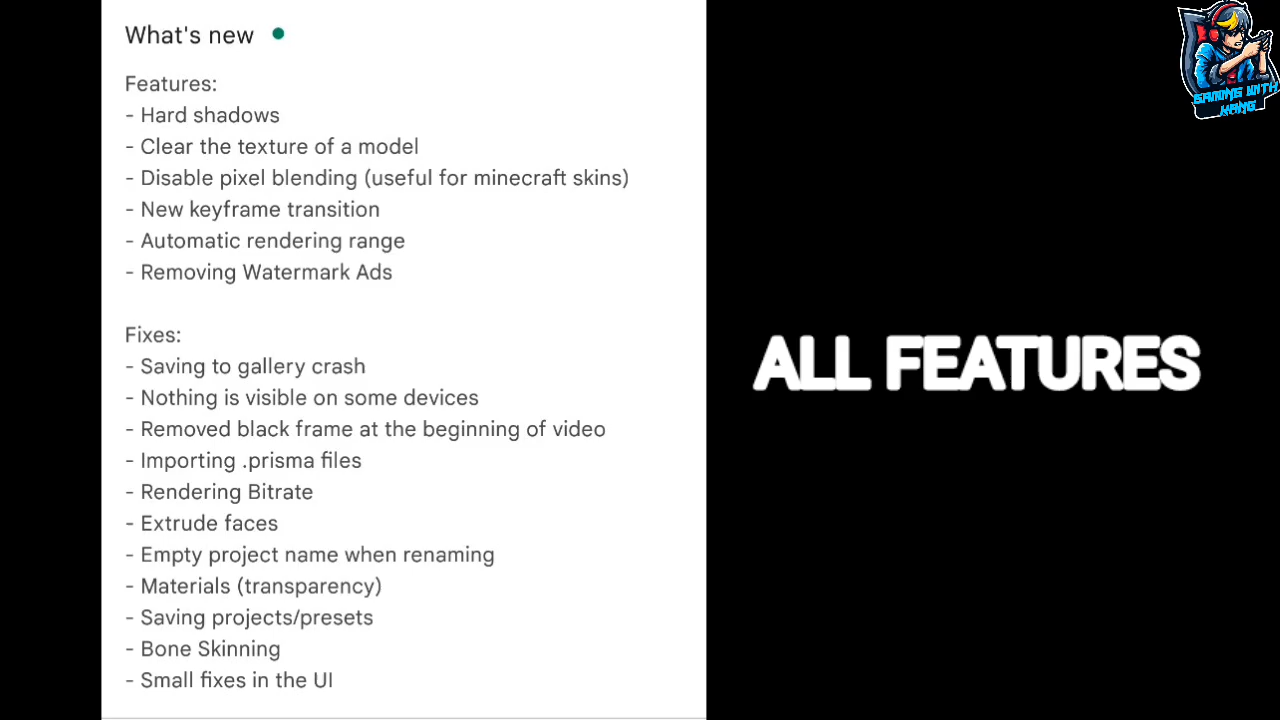 What's new
Features:
- Hard shadows
- Clear the texture of a model
- Disable pixel blending (useful for minecraft skins)
- New keyframe transition
- Automatic rendering range
- Removing Watermark Ads
Fixes:
- Saving to gallery crash
- Nothing is visible on some devices
- Removed black frame at the beginning of video
- Importing .prisma files
- Rendering Bitrate
- Extrude faces
- Empty project name when renaming
- Materials (transparency)
- Saving projects/presets
- Bone Skinning
- Small fixes in the UI
ALL FEATURES
GAMING WITH